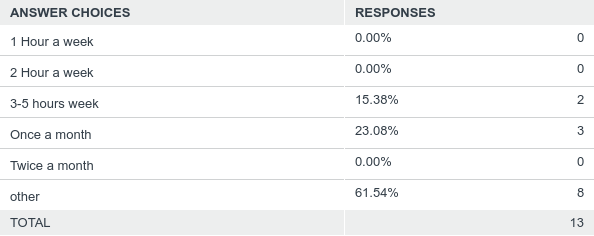 ANSWER CHOICES RESPONSES
1 Hour a week 0.00% 0
2 Hour a week 0.00% 0
3-5 hours week 15.38% 2
Once a month 23.08% 3
Twice a month 0.00% 0
other 61.54% 8
TOTAL 13